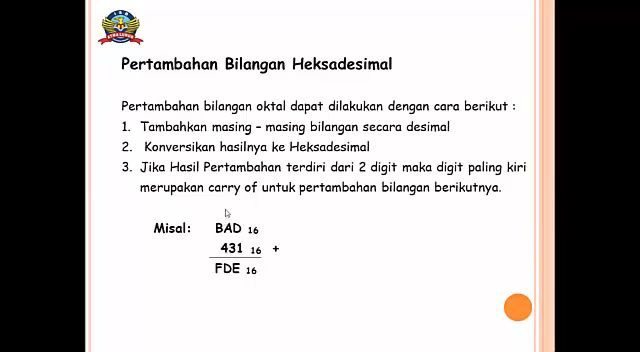 Pertambahan Bilangan Heksadesimal
Pertambahan bilangan oktal dapat dilakukan dengan cara berikut :
1. Tambahkan masing – masing bilangan secara desimal
2. Konversikan hasilnya ke Heksadesimal
3. Jika Hasil Pertambahan terdiri dari 2 digit maka digit paling kiri
merupakan carry of untuk pertambahan bilangan berikutnya.
Misal: BAD 16
431 16 +
FDE 16